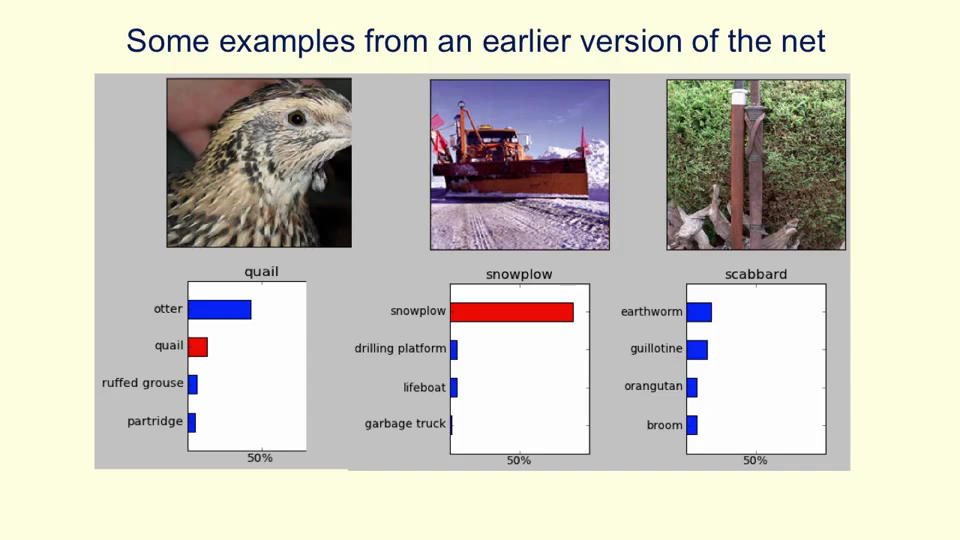 Some examples from an earlier version of the net
quail
otter
quail
ruffed grouse
partridge
50%
snowplow
snowplow
drilling platform
lifeboat
garbage truck
50%
scabbard
earthworm
guillotine
orangutan
broom
50%